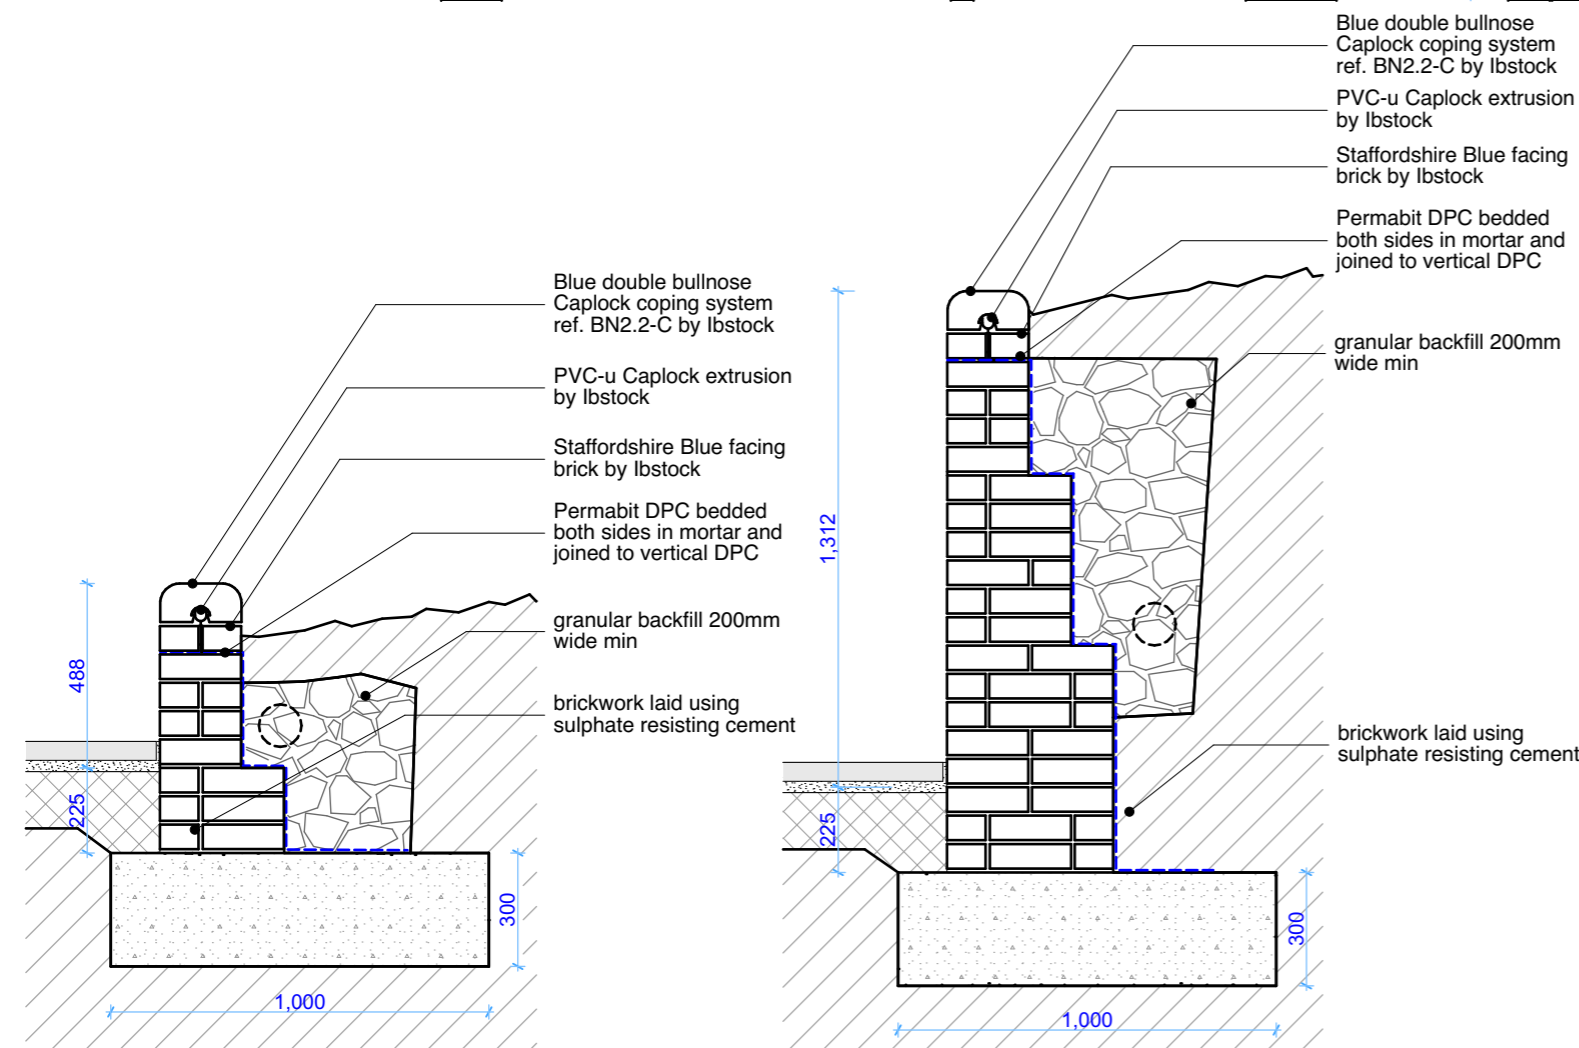 Blue double bullnose
Caplock coping system
ref. BN2.2-C by Ibstock
PVC-u Caplock extrusion
by Ibstock
Staffordshire Blue facing
brick by Ibstock
Permabit DPC bedded
both sides in mortar and
joined to vertical DPC
granular backfill 200mm
wide min
brickwork laid using
sulphate resisting cement
488
225
300
1,000
Blue double bullnose
Caplock coping system
ref. BN2.2-C by Ibstock
PVC-u Caplock extrusion
by Ibstock
Staffordshire Blue facing
brick by Ibstock
Permabit DPC bedded
both sides in mortar and
joined to vertical DPC
granular backfill 200mm
wide min
brickwork laid using
sulphate resisting cement
1,312
225
300
1,000